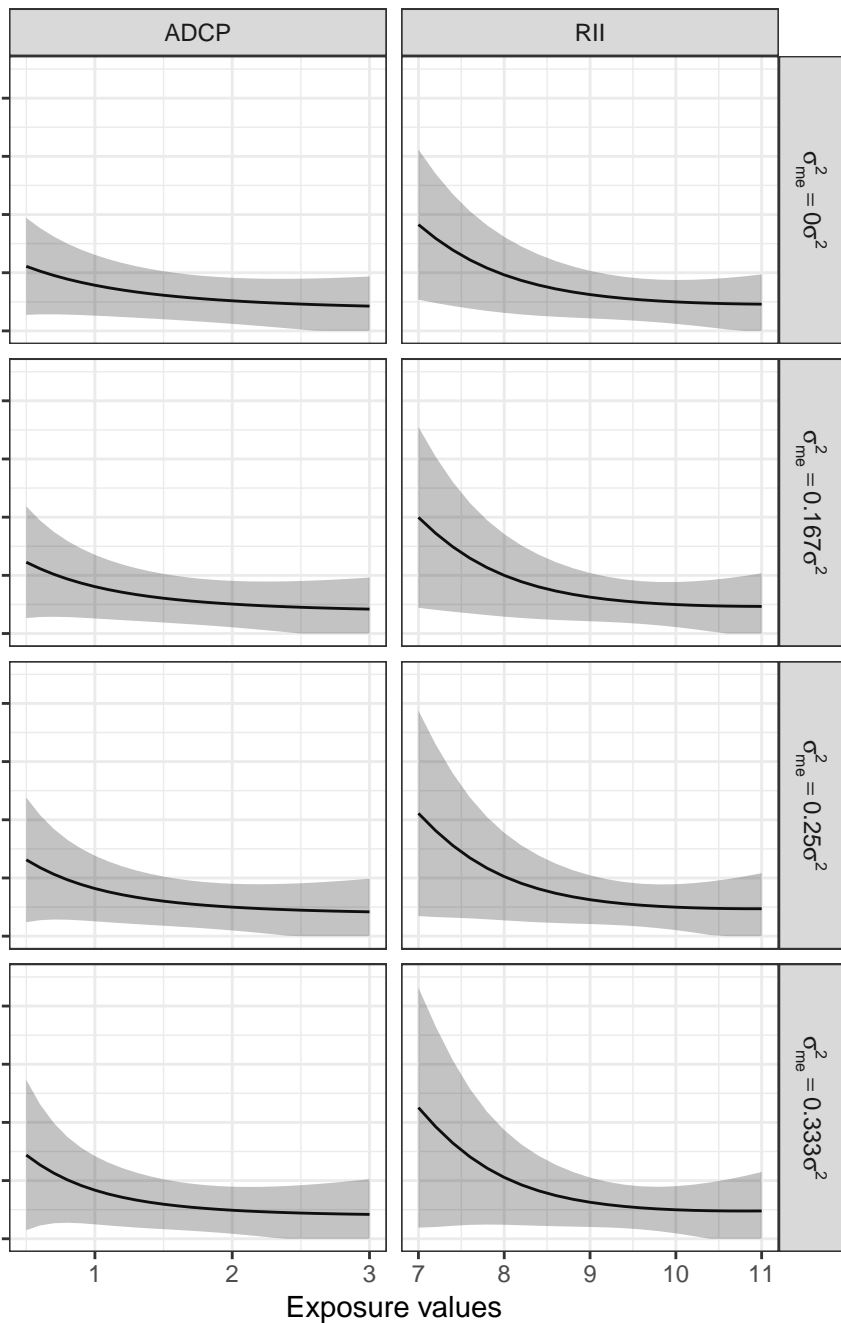 ADCP RII
σ²me = 0σ²
σ²me = 0.167σ²
σ²me = 0.25σ²
σ²me = 0.333σ²
1 2 3 7 8 9 10 11
Exposure values